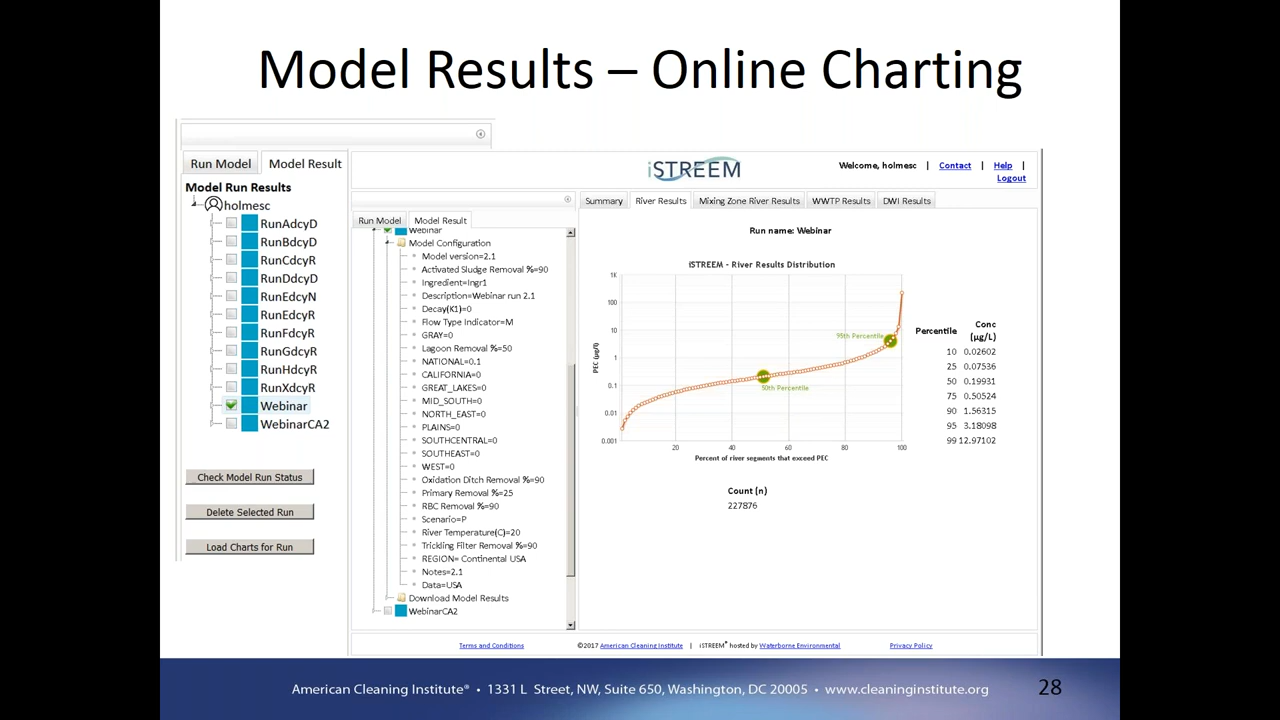 Model Results – Online Charting
Run Model
Model Result
Model Run Results
holmesc
RunAdcyD
RunBdcyD
RunCdcyR
RunDdcyD
RunEdcyN
RunEdcyR
RunFdcyR
RunGdcyR
RunHdcyR
RunXdcyR
Webinar
WebinarCA2
Check Model Run Status
Delete Selected Run
Load Charts for Run
iSTREEM
Welcome, holmesc | Contact | Help |
Logout
Run Model
Model Result
Webinar
Model Configuration
Model version=2.1
Activated Sludge Removal %=90
Ingredient=Ingr1
Description=Webinar run 2.1
Decay(K1)=0
Flow Type Indicator=M
GRAY=0
Lagoon Removal %=50
NATIONAL=0.1
CALIFORNIA=0
GREAT_LAKES=0
MID_SOUTH=0
NORTH_EAST=0
PLAINS=0
SOUTHCENTRAL=0
SOUTHEAST=0
WEST=0
Oxidation Ditch Removal %=90
Primary Removal %=25
RBC Removal %=90
Scenario=P
River Temperature(C)=20
Trickling Filter Removal %=90
REGION= Continental USA
Notes=2.1
Data=USA
Download Model Results
WebinarCA2
Summary
River Results
Mixing Zone River Results
WWTP Results
DWI Results
Run name: Webinar
iSTREEM - River Results Distribution
PEC (µg/L)
1K
100
10
1
0.1
0.01
0.001
95th Percentile
50th Percentile
20 40 60 80 100
Percent of river segments that exceed PEC
Percentile Conc (µg/L)
10 0.02602
25 0.07536
50 0.19931
75 0.50524
90 1.56315
95 3.18098
99 12.97102
Count (n)
227876
Terms and Conditions
©2017 American Cleaning Institute | iSTREEM® hosted by Waterborne Environmental
Privacy Policy
American Cleaning Institute® • 1331 L Street, NW, Suite 650, Washington, DC 20005 • www.cleaninginstitute.org
28